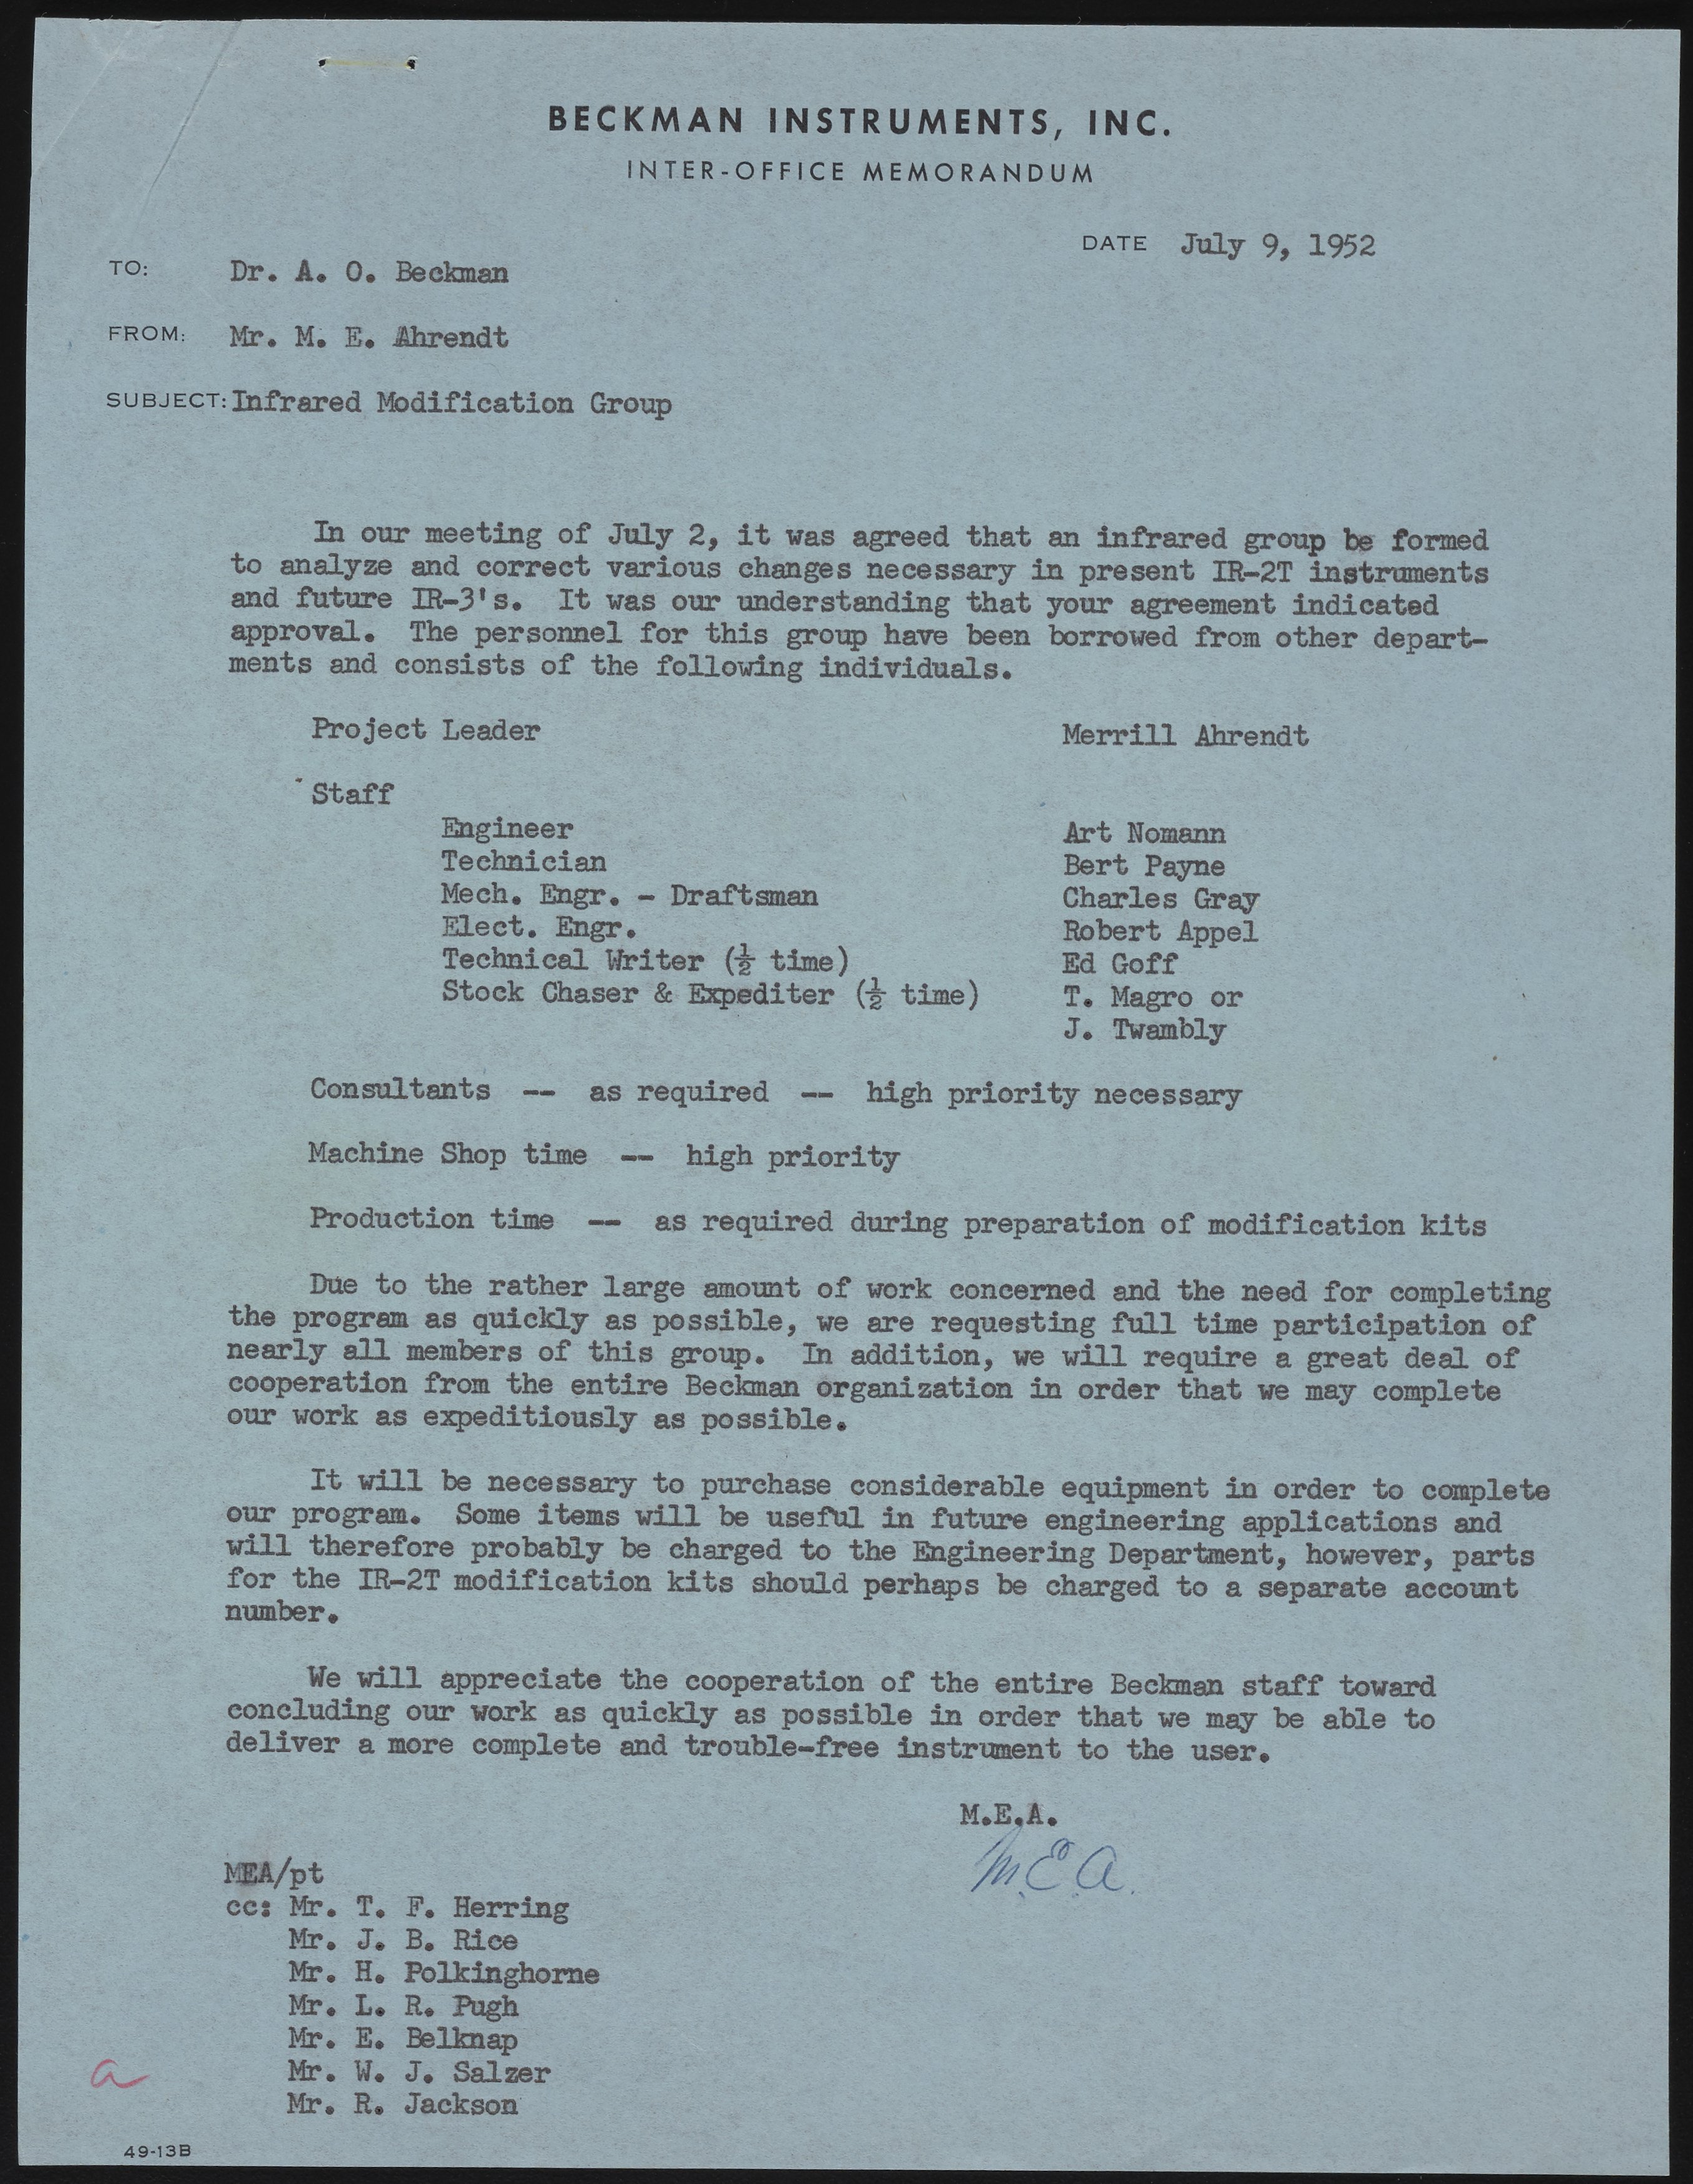 BECKMAN INSTRUMENTS, INC.
INTER-OFFICE MEMORANDUM
DATE July 9, 1952
TO: Dr. A. O. Beckman
FROM: Mr. M. E. Ahrendt
SUBJECT: Infrared Modification Group
In our meeting of July 2, it was agreed that an infrared group be formed
to analyze and correct various changes necessary in present IR-2T instruments
and future IR-3's. It was our understanding that your agreement indicated
approval. The personnel for this group have been borrowed from other depart-
ments and consists of the following individuals.
Project Leader Merrill Ahrendt
Staff
Engineer Art Nomann
Technician Bert Payne
Mech. Engr. - Draftsman Charles Gray
Elect. Engr. Robert Appel
Technical Writer (½ time) Ed Goff
Stock Chaser & Expediter (½ time) T. Magro or
J. Twambly
Consultants -- as required -- high priority necessary
Machine Shop time -- high priority
Production time -- as required during preparation of modification kits
Due to the rather large amount of work concerned and the need for completing
the program as quickly as possible, we are requesting full time participation of
nearly all members of this group. In addition, we will require a great deal of
cooperation from the entire Beckman organization in order that we may complete
our work as expeditiously as possible.
It will be necessary to purchase considerable equipment in order to complete
our program. Some items will be useful in future engineering applications and
will therefore probably be charged to the Engineering Department, however, parts
for the IR-2T modification kits should perhaps be charged to a separate account
number.
We will appreciate the cooperation of the entire Beckman staff toward
concluding our work as quickly as possible in order that we may be able to
deliver a more complete and trouble-free instrument to the user.
M.E.A.
M.E.A.
MEA/pt
cc: Mr. T. F. Herring
Mr. J. B. Rice
Mr. H. Polkinghorne
Mr. L. R. Pugh
Mr. E. Belknap
Mr. W. J. Salzer
a
Mr. R. Jackson
49-13B